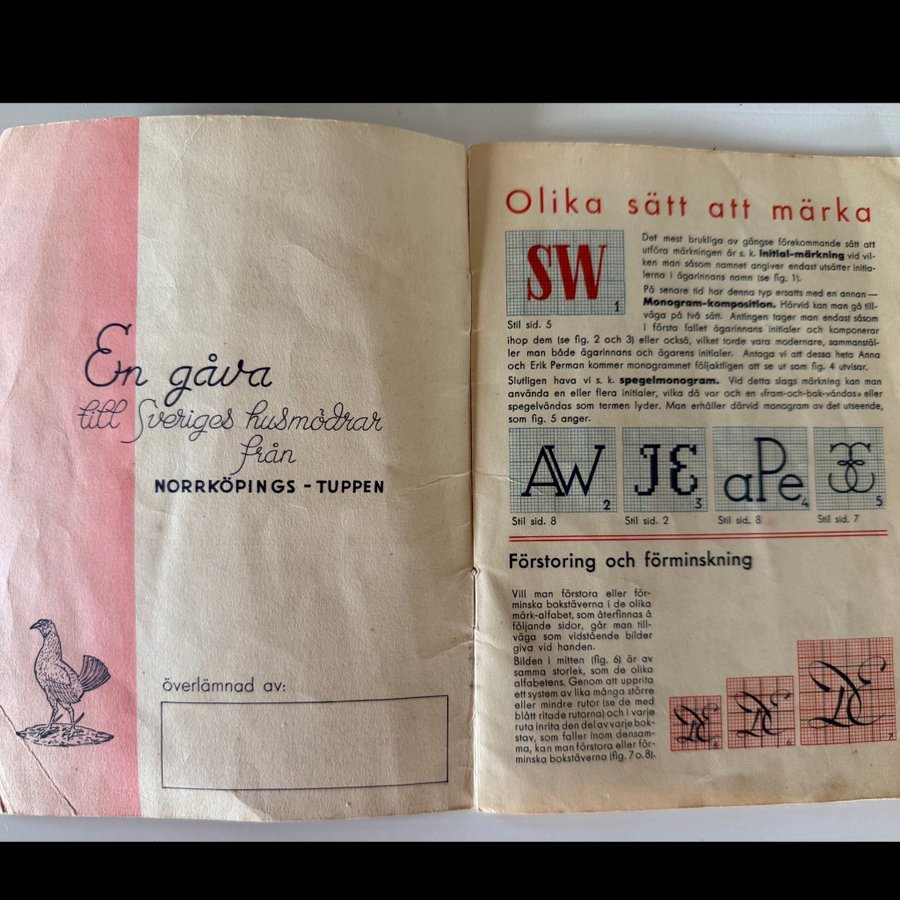 En gåva
till Sveriges husmödrar
från
NORRKÖPINGS - TUPPEN
överlämnad av:
Olika sätt att märka
SW
1
Stil sid. 5
Det mest brukliga av gängse förekommande sätt att
utföra märkningen är s. k. Initial-märkning vid vil-
ken man såsom namnet angiver endast utsätter initia-
lerna i ägarinnans namn (se fig. 1).
På senare tid har denna typ ersatts med en annan —
Monogram-komposition. Härvid kan man gå till-
väga på två sätt. Antingen tager man endast såsom
i första fallet ägarinnans initialer och komponerar
ihop dem (se fig. 2 och 3) eller också, vilket torde vara modernare, sammanstäl-
ler man både ägarinnans och ägarens initialer. Antaga vi att dessa heta Anna
och Erik Perman kommer monogrammet följaktligen att se ut som fig. 4 utvisar.
Slutligen hava vi s. k. spegelmonogram. Vid detta slags märkning kan man
använda en eller flera initialer, vilka då var och en »fram-och-bak-vändas» eller
spegelvändas som termen lyder. Man erhåller därvid monogram av det utseende,
som fig. 5 anger.
AW
2
JE
3
aPe
4
5
Stil sid. 8
Stil sid. 2
Stil sid. 8
Stil sid. 7
Förstoring och förminskning
Vill man förstora eller för-
minska bokstäverna i de olika
märk-alfabet, som återfinnas å
följande sidor, går man till-
väga som vidstående bilder
giva vid handen.
Bilden i mitten (fig. 6) är av
samma storlek, som de olika
alfabetens. Genom att upprita
ett system av lika många större
eller mindre rutor (se de med
blått ritade rutorna) och i varje
ruta inrita den del av varje bok-
stav, som faller inom densam-
ma, kan man förstora eller för-
minska bokstäverna (fig. 7 o. 8).
8
6
7